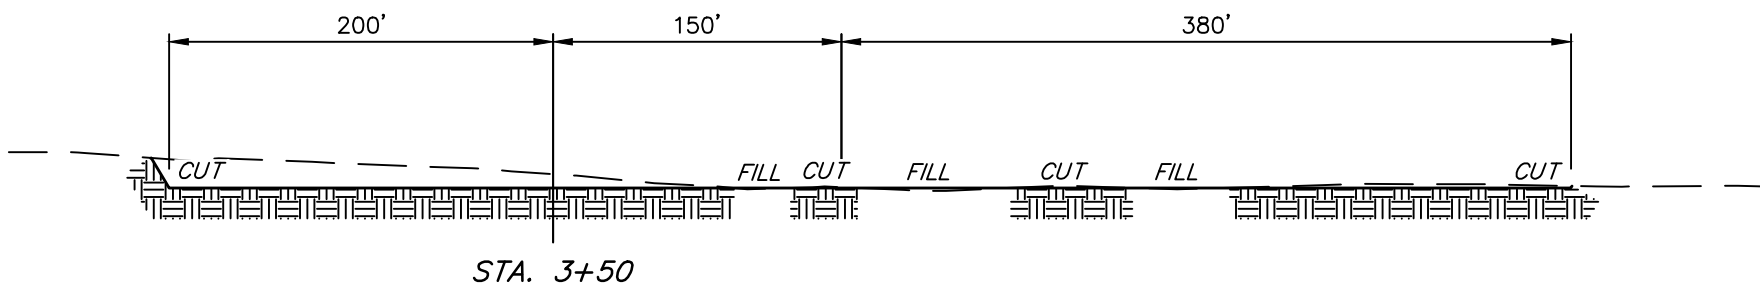 200' 150' 380'
CUT FILL CUT FILL CUT FILL CUT
STA. 3+50